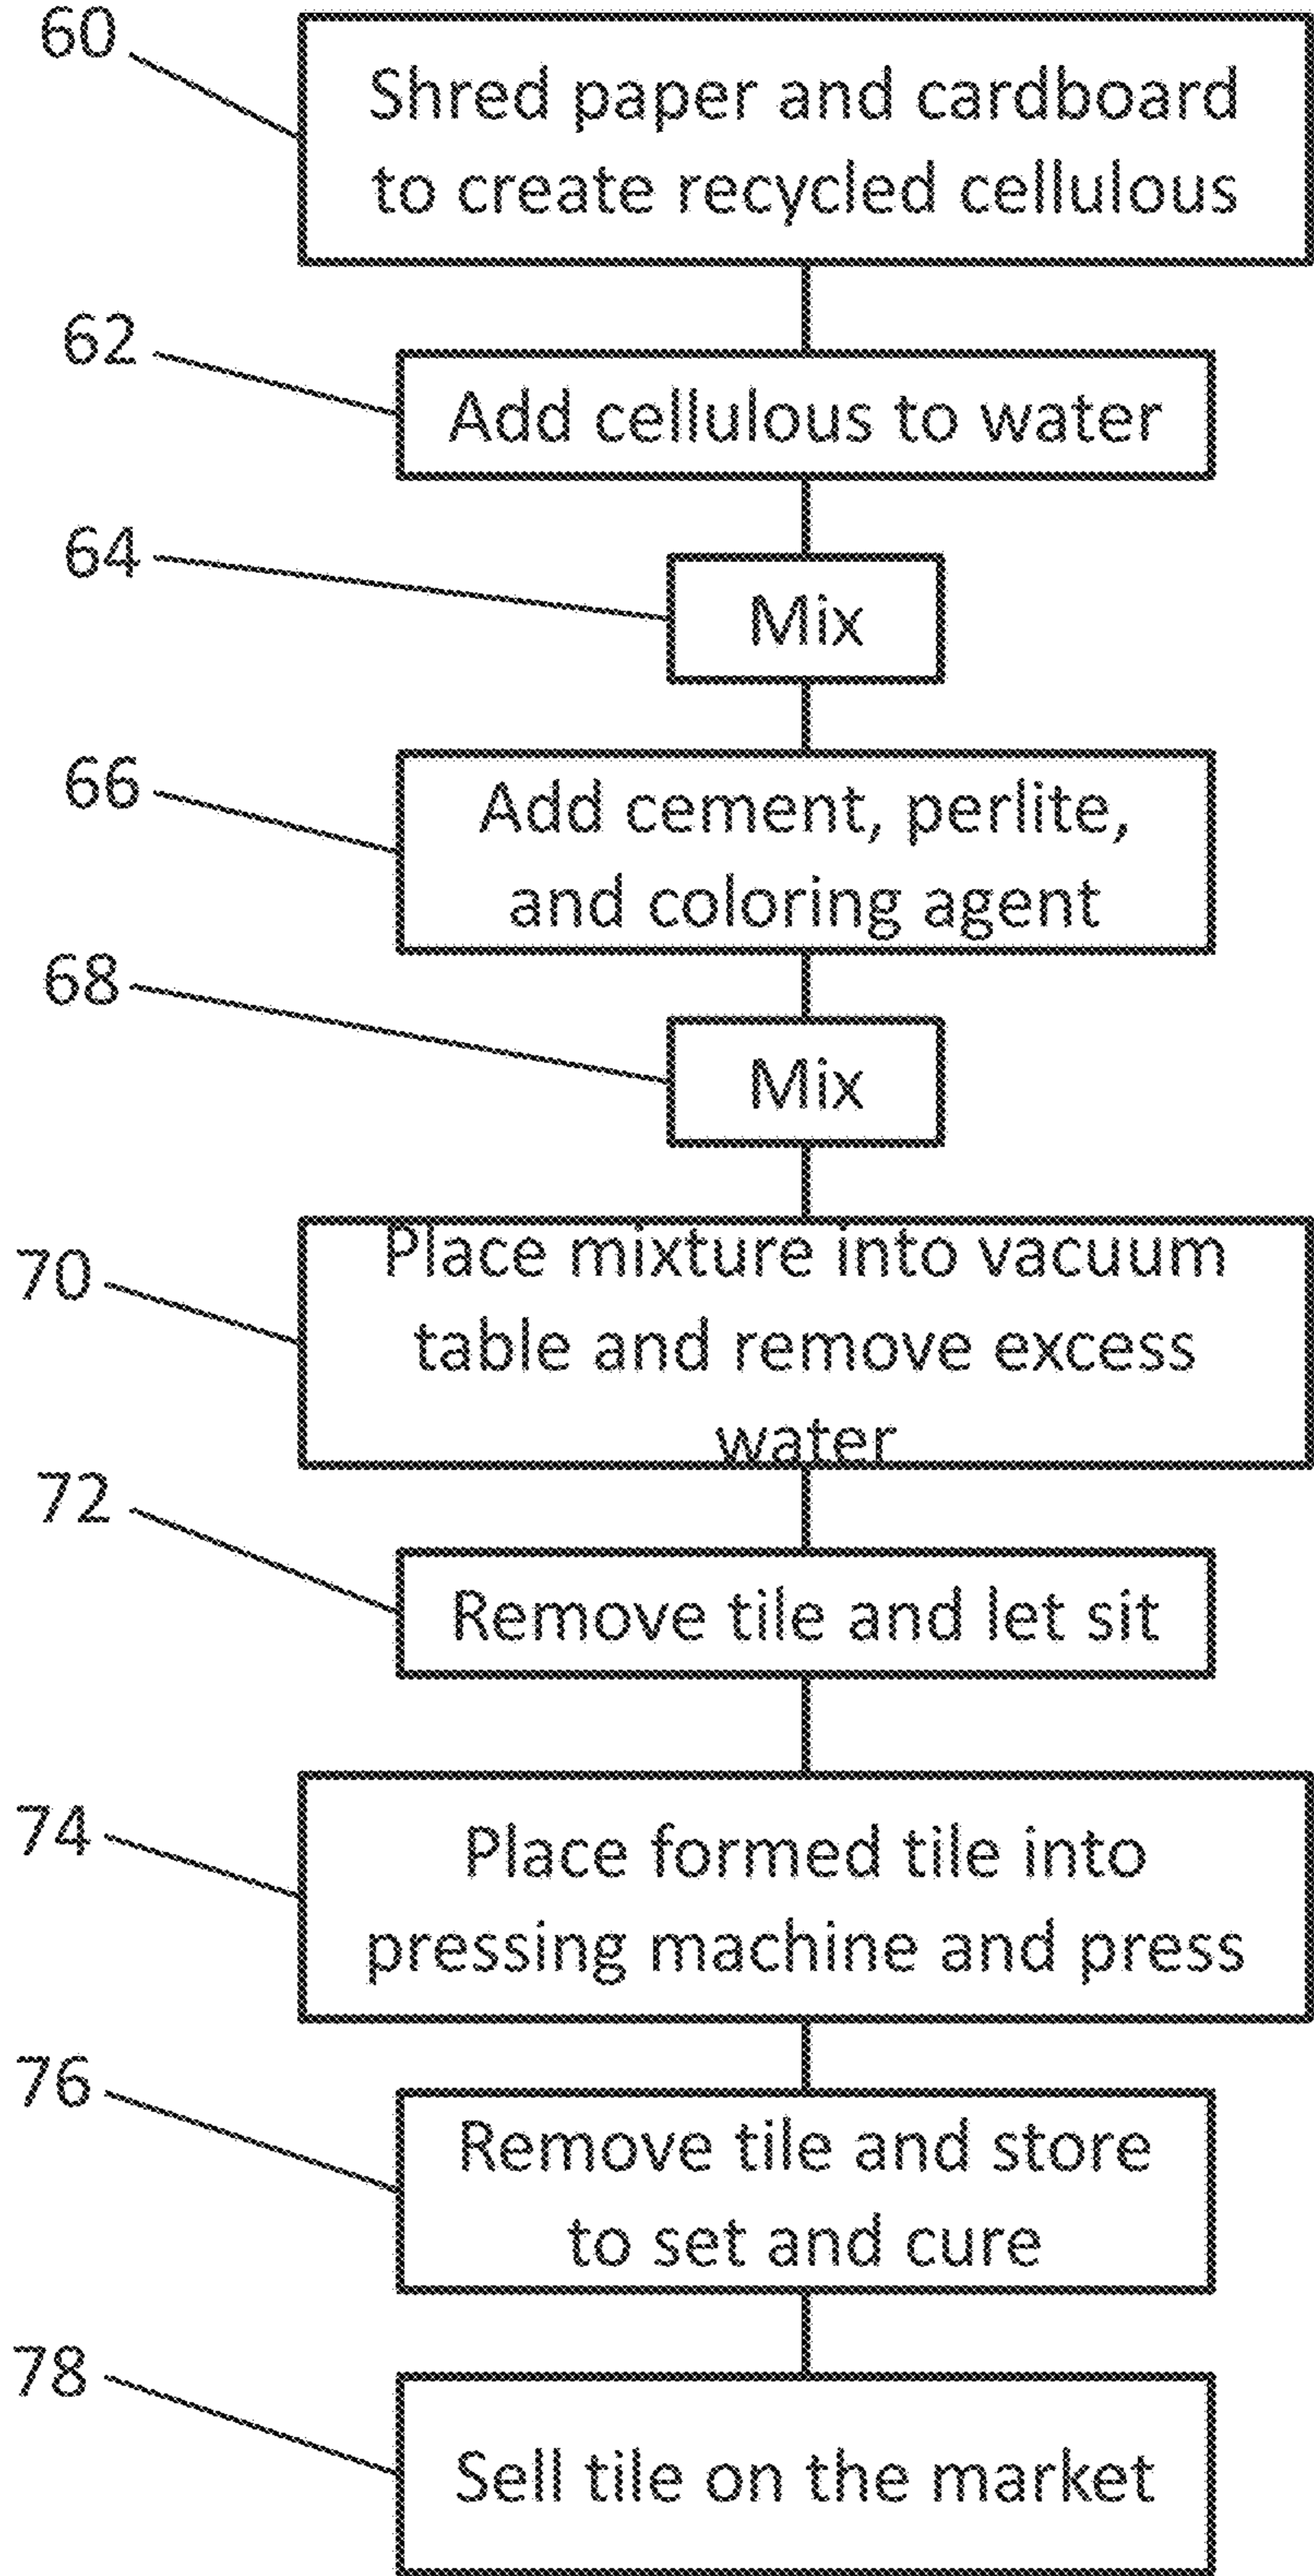 60
Shred paper and cardboard
to create recycled cellulous
62
Add cellulous to water
64
Mix
66
Add cement, perlite,
and coloring agent
68
Mix
70
Place mixture into vacuum
table and remove excess
water
72
Remove tile and let sit
74
Place formed tile into
pressing machine and press
76
Remove tile and store
to set and cure
78
Sell tile on the market